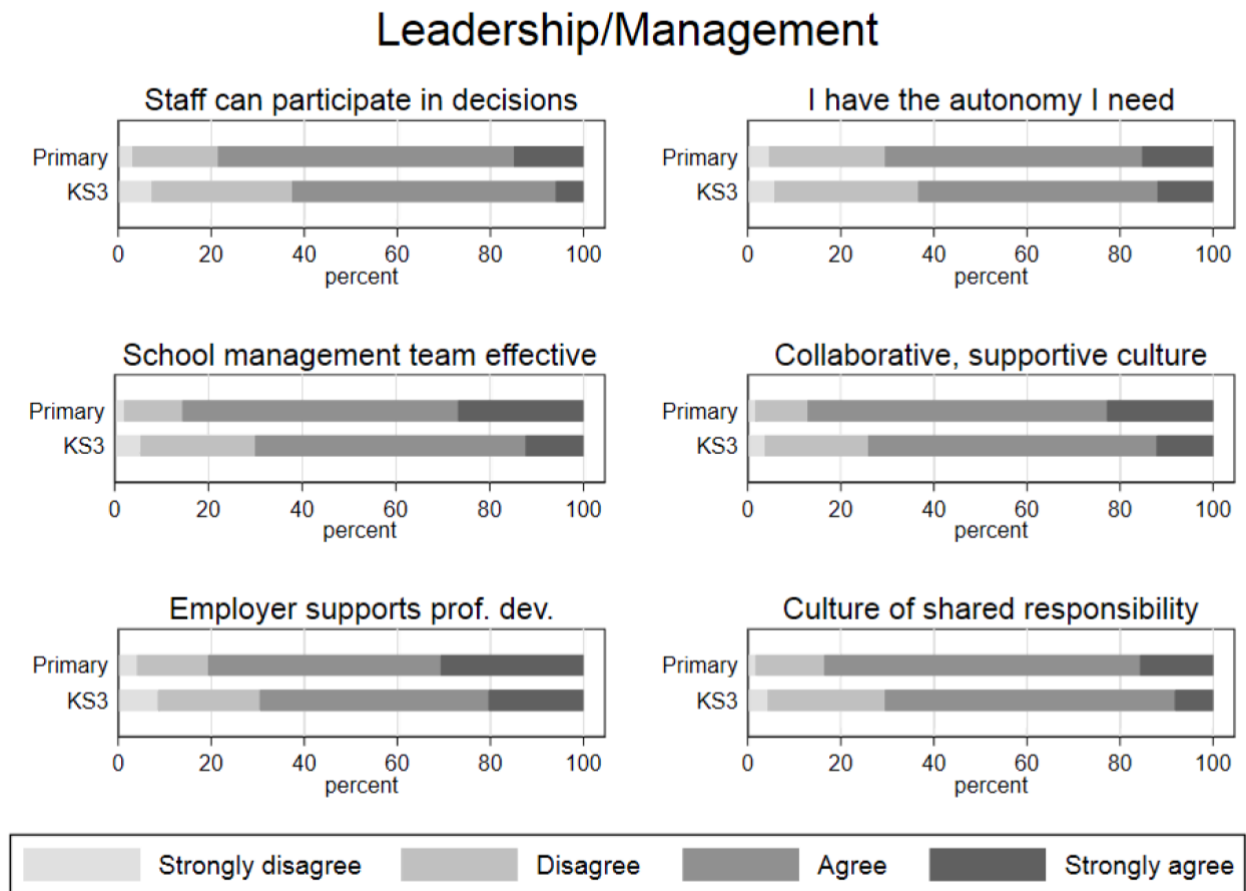 Leadership/Management
Staff can participate in decisions
Primary
KS3
0 20 40 60 80 100
percent
I have the autonomy I need
Primary
KS3
0 20 40 60 80 100
percent
School management team effective
Primary
KS3
0 20 40 60 80 100
percent
Collaborative, supportive culture
Primary
KS3
0 20 40 60 80 100
percent
Employer supports prof. dev.
Primary
KS3
0 20 40 60 80 100
percent
Culture of shared responsibility
Primary
KS3
0 20 40 60 80 100
percent
Strongly disagree Disagree Agree Strongly agree